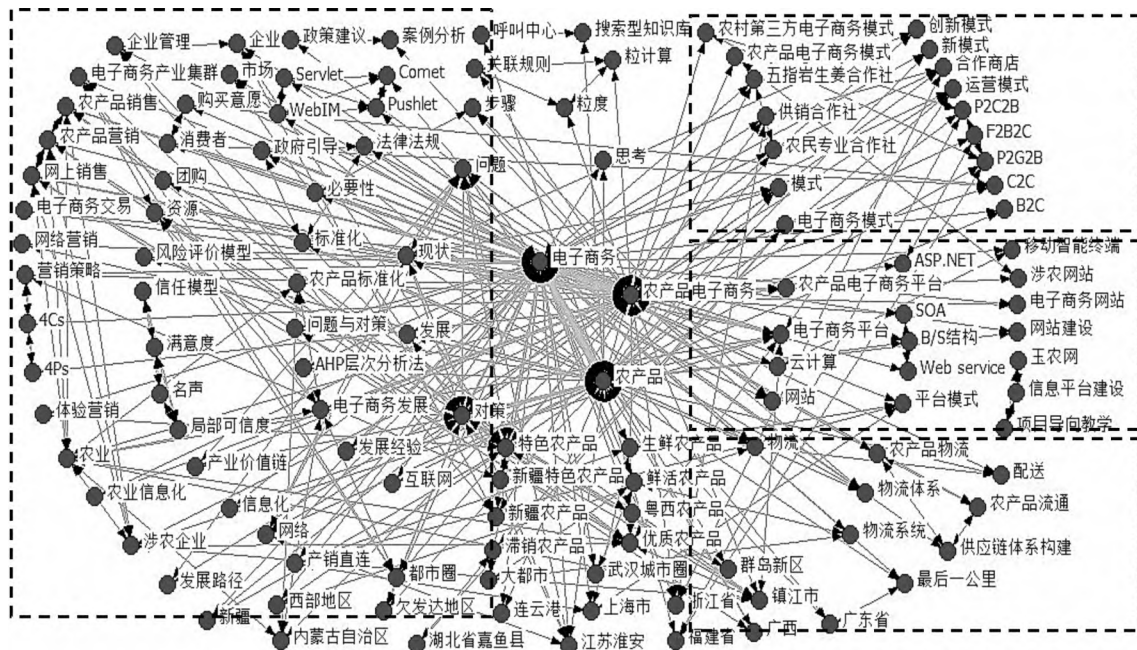 企业管理
企业
政策建议
案例分析
呼叫中心
搜索型知识库
农村第三方电子商务模式
创新模式
电子商务产业集群
市场
Servlet
Comet
关联规则
粒计算
农产品电子商务模式
新模式
合作商店
农产品销售
购买意愿
WebIM
Pushlet
步骤
粒度
五指岩生姜合作社
运营模式
农产品营销
消费者
政府引导
法律法规
供销合作社
P2C2B
F2B2C
网上销售
团购
必要性
问题
思考
农民专业合作社
P2G2B
电子商务交易
资源
模式
C2C
网络营销
风险评价模型
标准化
现状
电子商务
电子商务模式
B2C
营销策略
信任模型
农产品标准化
农产品电子商务
农产品电子商务平台
ASP.NET
移动智能终端
涉农网站
4Cs
满意度
问题与对策
发展
电子商务平台
SOA
电子商务网站
4Ps
名声
AHP层次分析法
农产品
云计算
B/S结构
网站建设
体验营销
局部可信度
电子商务发展
对策
网站
Web service
玉农网
平台模式
信息平台建设
项目导向教学
农业
产业价值链
发展经验
特色农产品
生鲜农产品
物流
农产品物流
配送
农业信息化
信息化
互联网
新疆特色农产品
鲜活农产品
物流体系
农产品流通
涉农企业
网络
新疆农产品
粤西农产品
物流系统
供应链体系构建
产销直连
滞销农产品
优质农产品
发展路径
都市圈
大都市
武汉城市圈
群岛新区
最后一公里
新疆
西部地区
欠发达地区
连云港
上海市
浙江省
镇江市
广东省
内蒙古自治区
湖北省嘉鱼县
江苏淮安
福建省
广西